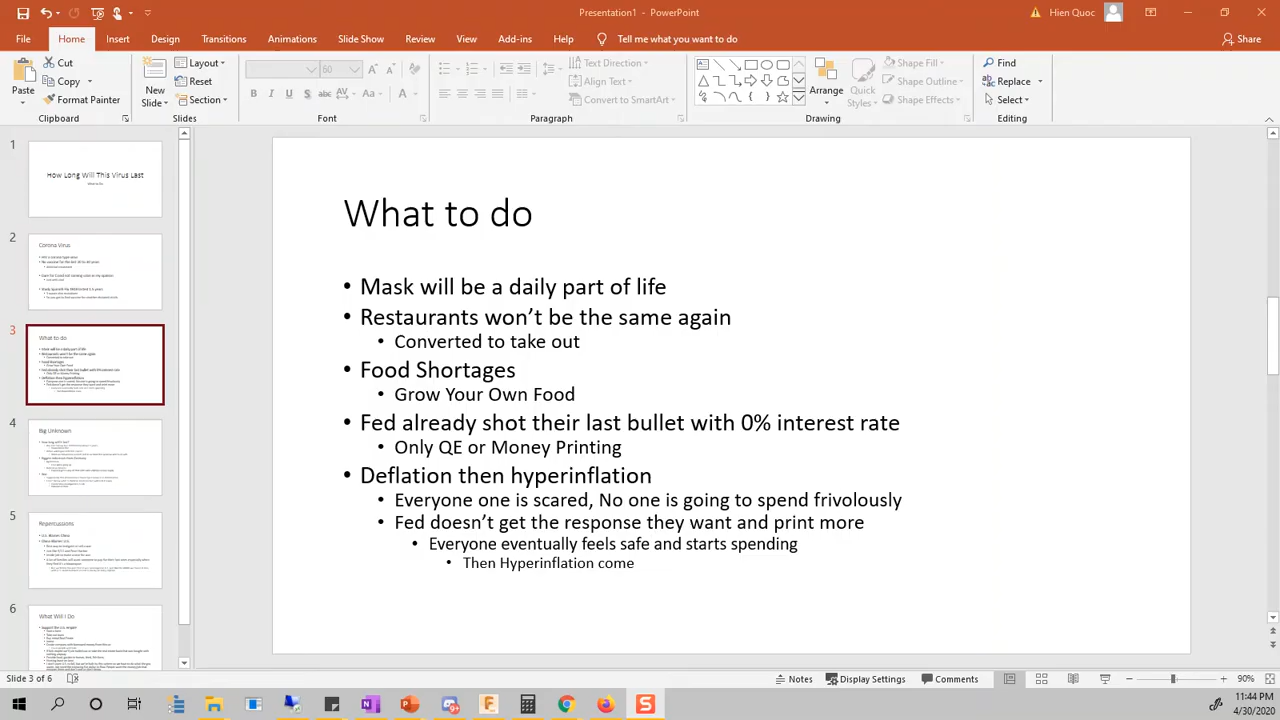 Presentation1 - PowerPoint
Hien Quoc
File Home Insert Design Transitions Animations Slide Show Review View Add-ins Help Tell me what you want to do Share
Paste Cut Copy Format Painter Clipboard
New Slide Layout Reset Section Slides
60 Font
Text Direction Align Text Convert to SmartArt Paragraph
Arrange Quick Styles Shape Fill Shape Outline Shape Effects Drawing
Find Replace Select Editing
1
How Long Will This Virus Last
2
Corona Virus
3
What to do
4
Big Unknown
5
Repercussions
6
What Will I Do
What to do
• Mask will be a daily part of life
• Restaurants won’t be the same again
• Converted to take out
• Food Shortages
• Grow Your Own Food
• Fed already shot their last bullet with 0% interest rate
• Only QE or Money Printing
• Deflation then hyperinflation
• Everyone one is scared, No one is going to spend frivolously
• Fed doesn’t get the response they want and print more
• Everyone eventually feels safe and starts spending
• Then Hyperinflation come
Slide 3 of 6 Notes Display Settings Comments 90%
11:44 PM
4/30/2020